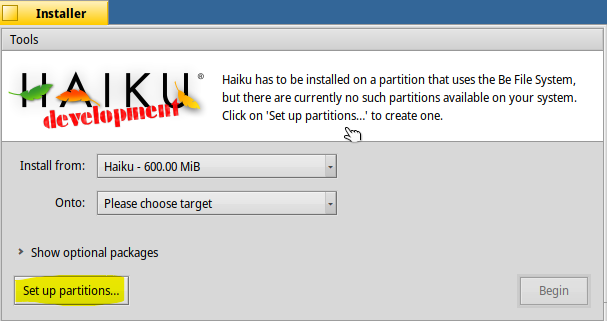 Installer
Tools
HAIKU®
development
Haiku has to be installed on a partition that uses the Be File System,
but there are currently no such partitions available on your system.
Click on 'Set up partitions...' to create one.
Install from: Haiku - 600.00 MiB
Onto: Please choose target
Show optional packages
Set up partitions... Begin